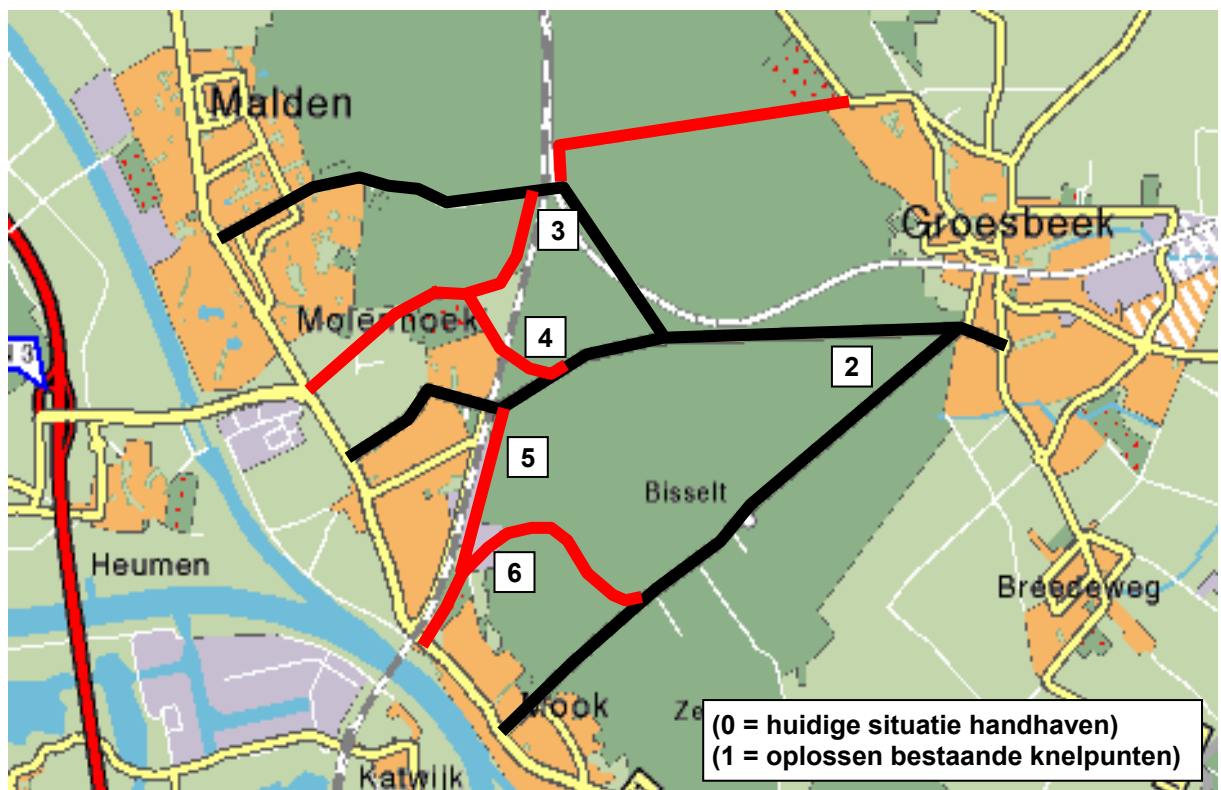 Malden
3
Groesbeek
Molenhoek
4
2
5
Bisselt
Heumen
6
Breedeweg
Mook
Ze
(0 = huidige situatie handhaven)
(1 = oplossen bestaande knelpunten)
Katwijk